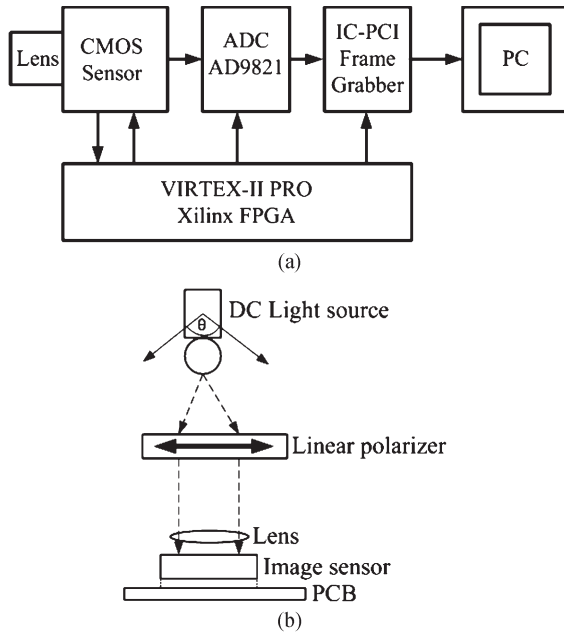 Lens
CMOS
Sensor
ADC
AD9821
IC-PCI
Frame
Grabber
PC
VIRTEX-II PRO
Xilinx FPGA
(a)
DC Light source
θ
Linear polarizer
Lens
Image sensor
PCB
(b)